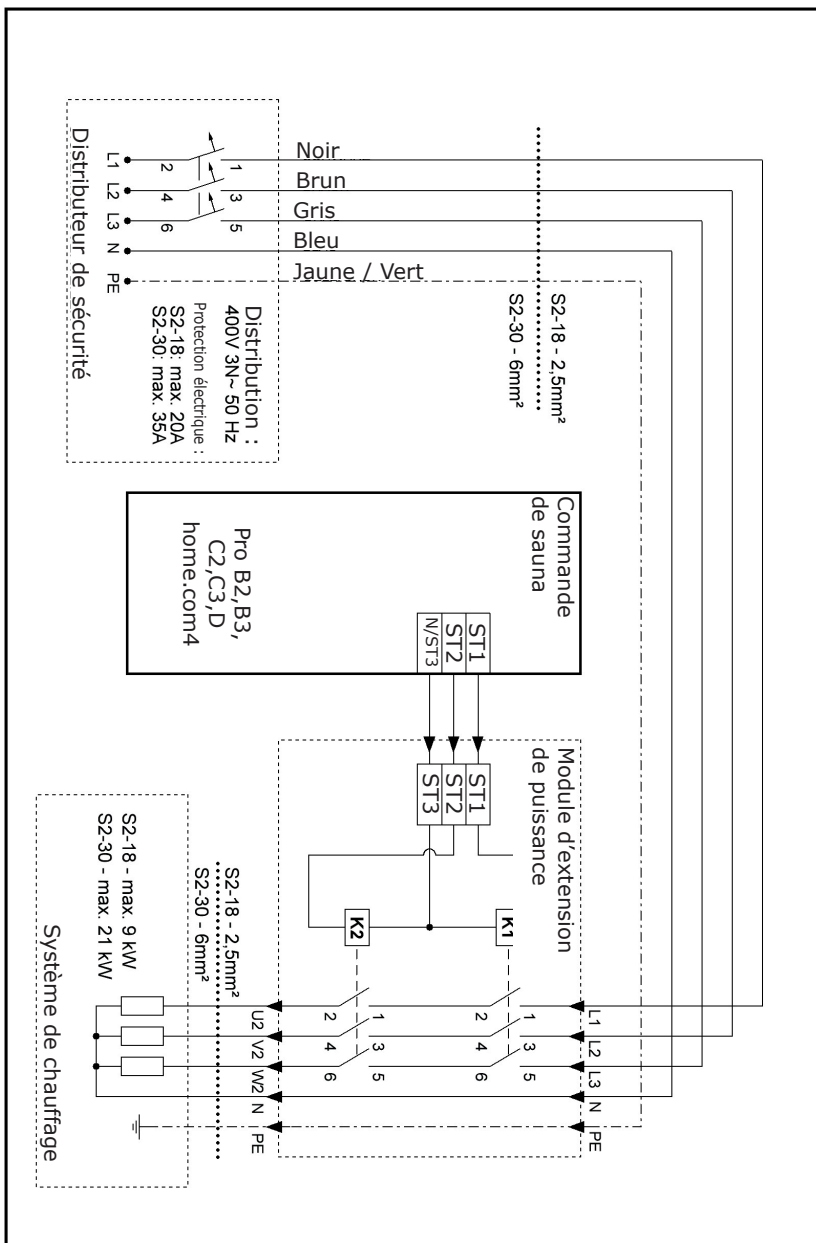 Noir
Brun
Gris
Bleu
Jaune / Vert
Distributeur de sécurité
L1
L2
L3
N
PE
2
4
6
1
3
5
Distribution :
400V 3N~ 50 Hz
Protection électrique :
S2-18: max. 20A
S2-30: max. 35A
S2-18 - 2,5mm²
S2-30 - 6mm²
Commande
de sauna
Pro B2,B3,
C2,C3,D
home.com4
ST1
ST2
N/ST3
Module d'extension
de puissance
ST1
ST2
ST3
K1
K2
L1
L2
L3
N
PE
1
3
5
2
4
6
1
3
5
2
4
6
U2
V2
W2
N
PE
S2-18 - 2,5mm²
S2-30 - 6mm²
S2-18 - max. 9 kW
S2-30 - max. 21 kW
Système de chauffage